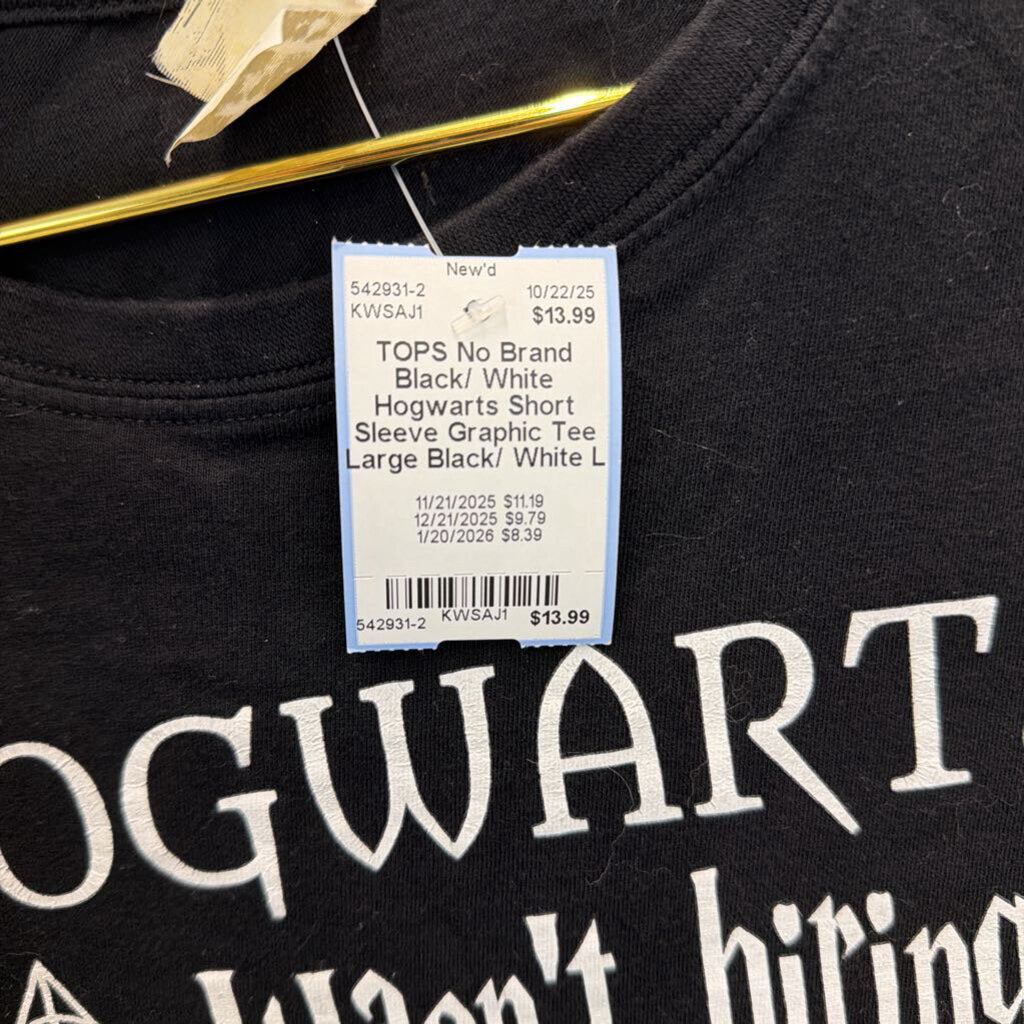 New'd
542931-2 10/22/25
KWSAJ1 $13.99
TOPS No Brand
Black/ White
Hogwarts Short
Sleeve Graphic Tee
Large Black/ White L
11/21/2025 $11.19
12/21/2025 $9.79
1/20/2026 $8.39
542931-2 KWSAJ1 $13.99
OGWART
Wasn't hiring